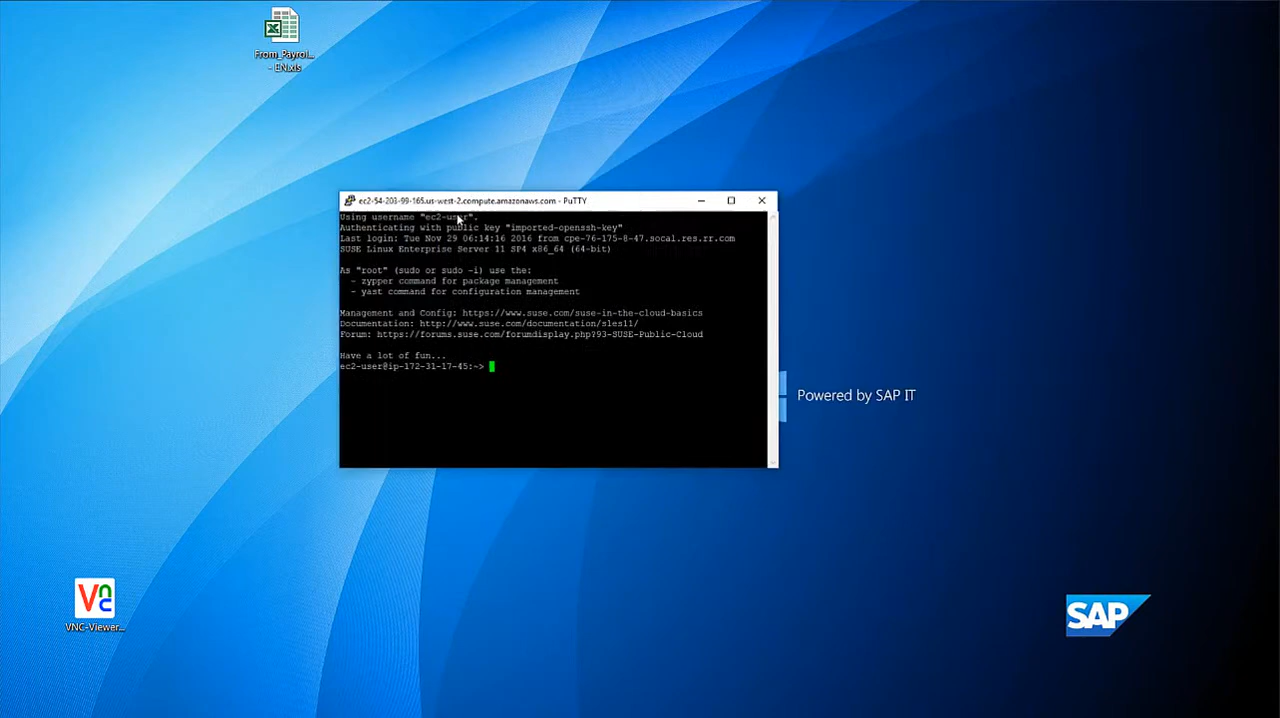 From_Payrol...
- EN.xls
ec2-54-203-99-165.us-west-2.compute.amazonaws.com - PuTTY
Using username "ec2-user".
Authenticating with public key "imported-openssh-key"
Last login: Tue Nov 29 06:14:16 2016 from cpe-76-175-8-47.socal.res.rr.com
SUSE Linux Enterprise Server 11 SP4 x86_64 (64-bit)
As "root" (sudo or sudo -i) use the:
- zypper command for package management
- yast command for configuration management
Management and Config: https://www.suse.com/suse-in-the-cloud-basics
Documentation: http://www.suse.com/documentation/sles11/
Forum: https://forums.suse.com/forumdisplay.php?93-SUSE-Public-Cloud
Have a lot of fun...
ec2-user@ip-172-31-17-45:~>
Powered by SAP IT
VNC
VNC-Viewer...
SAP